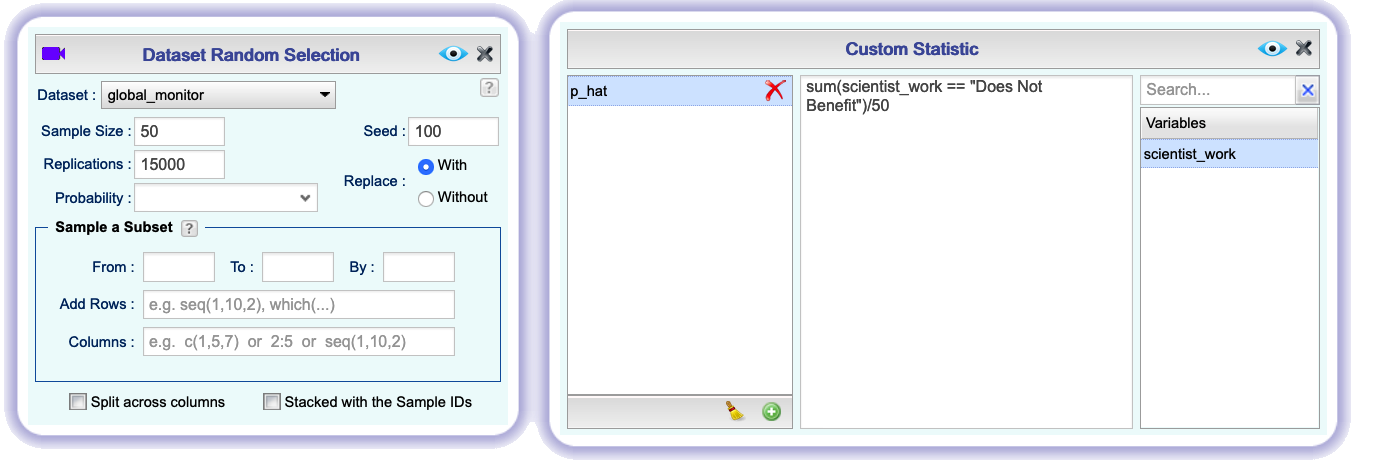 Dataset Random Selection
Dataset : global_monitor
?
Sample Size : 50
Seed : 100
Replications : 15000
Replace :
With
Without
Probability :
Sample a Subset ?
From :
To :
By :
Add Rows : e.g. seq(1,10,2), which(...)
Columns : e.g. c(1,5,7) or 2:5 or seq(1,10,2)
Split across columns
Stacked with the Sample IDs
Custom Statistic
p_hat
sum(scientist_work == "Does Not
Benefit")/50
Search...
Variables
scientist_work